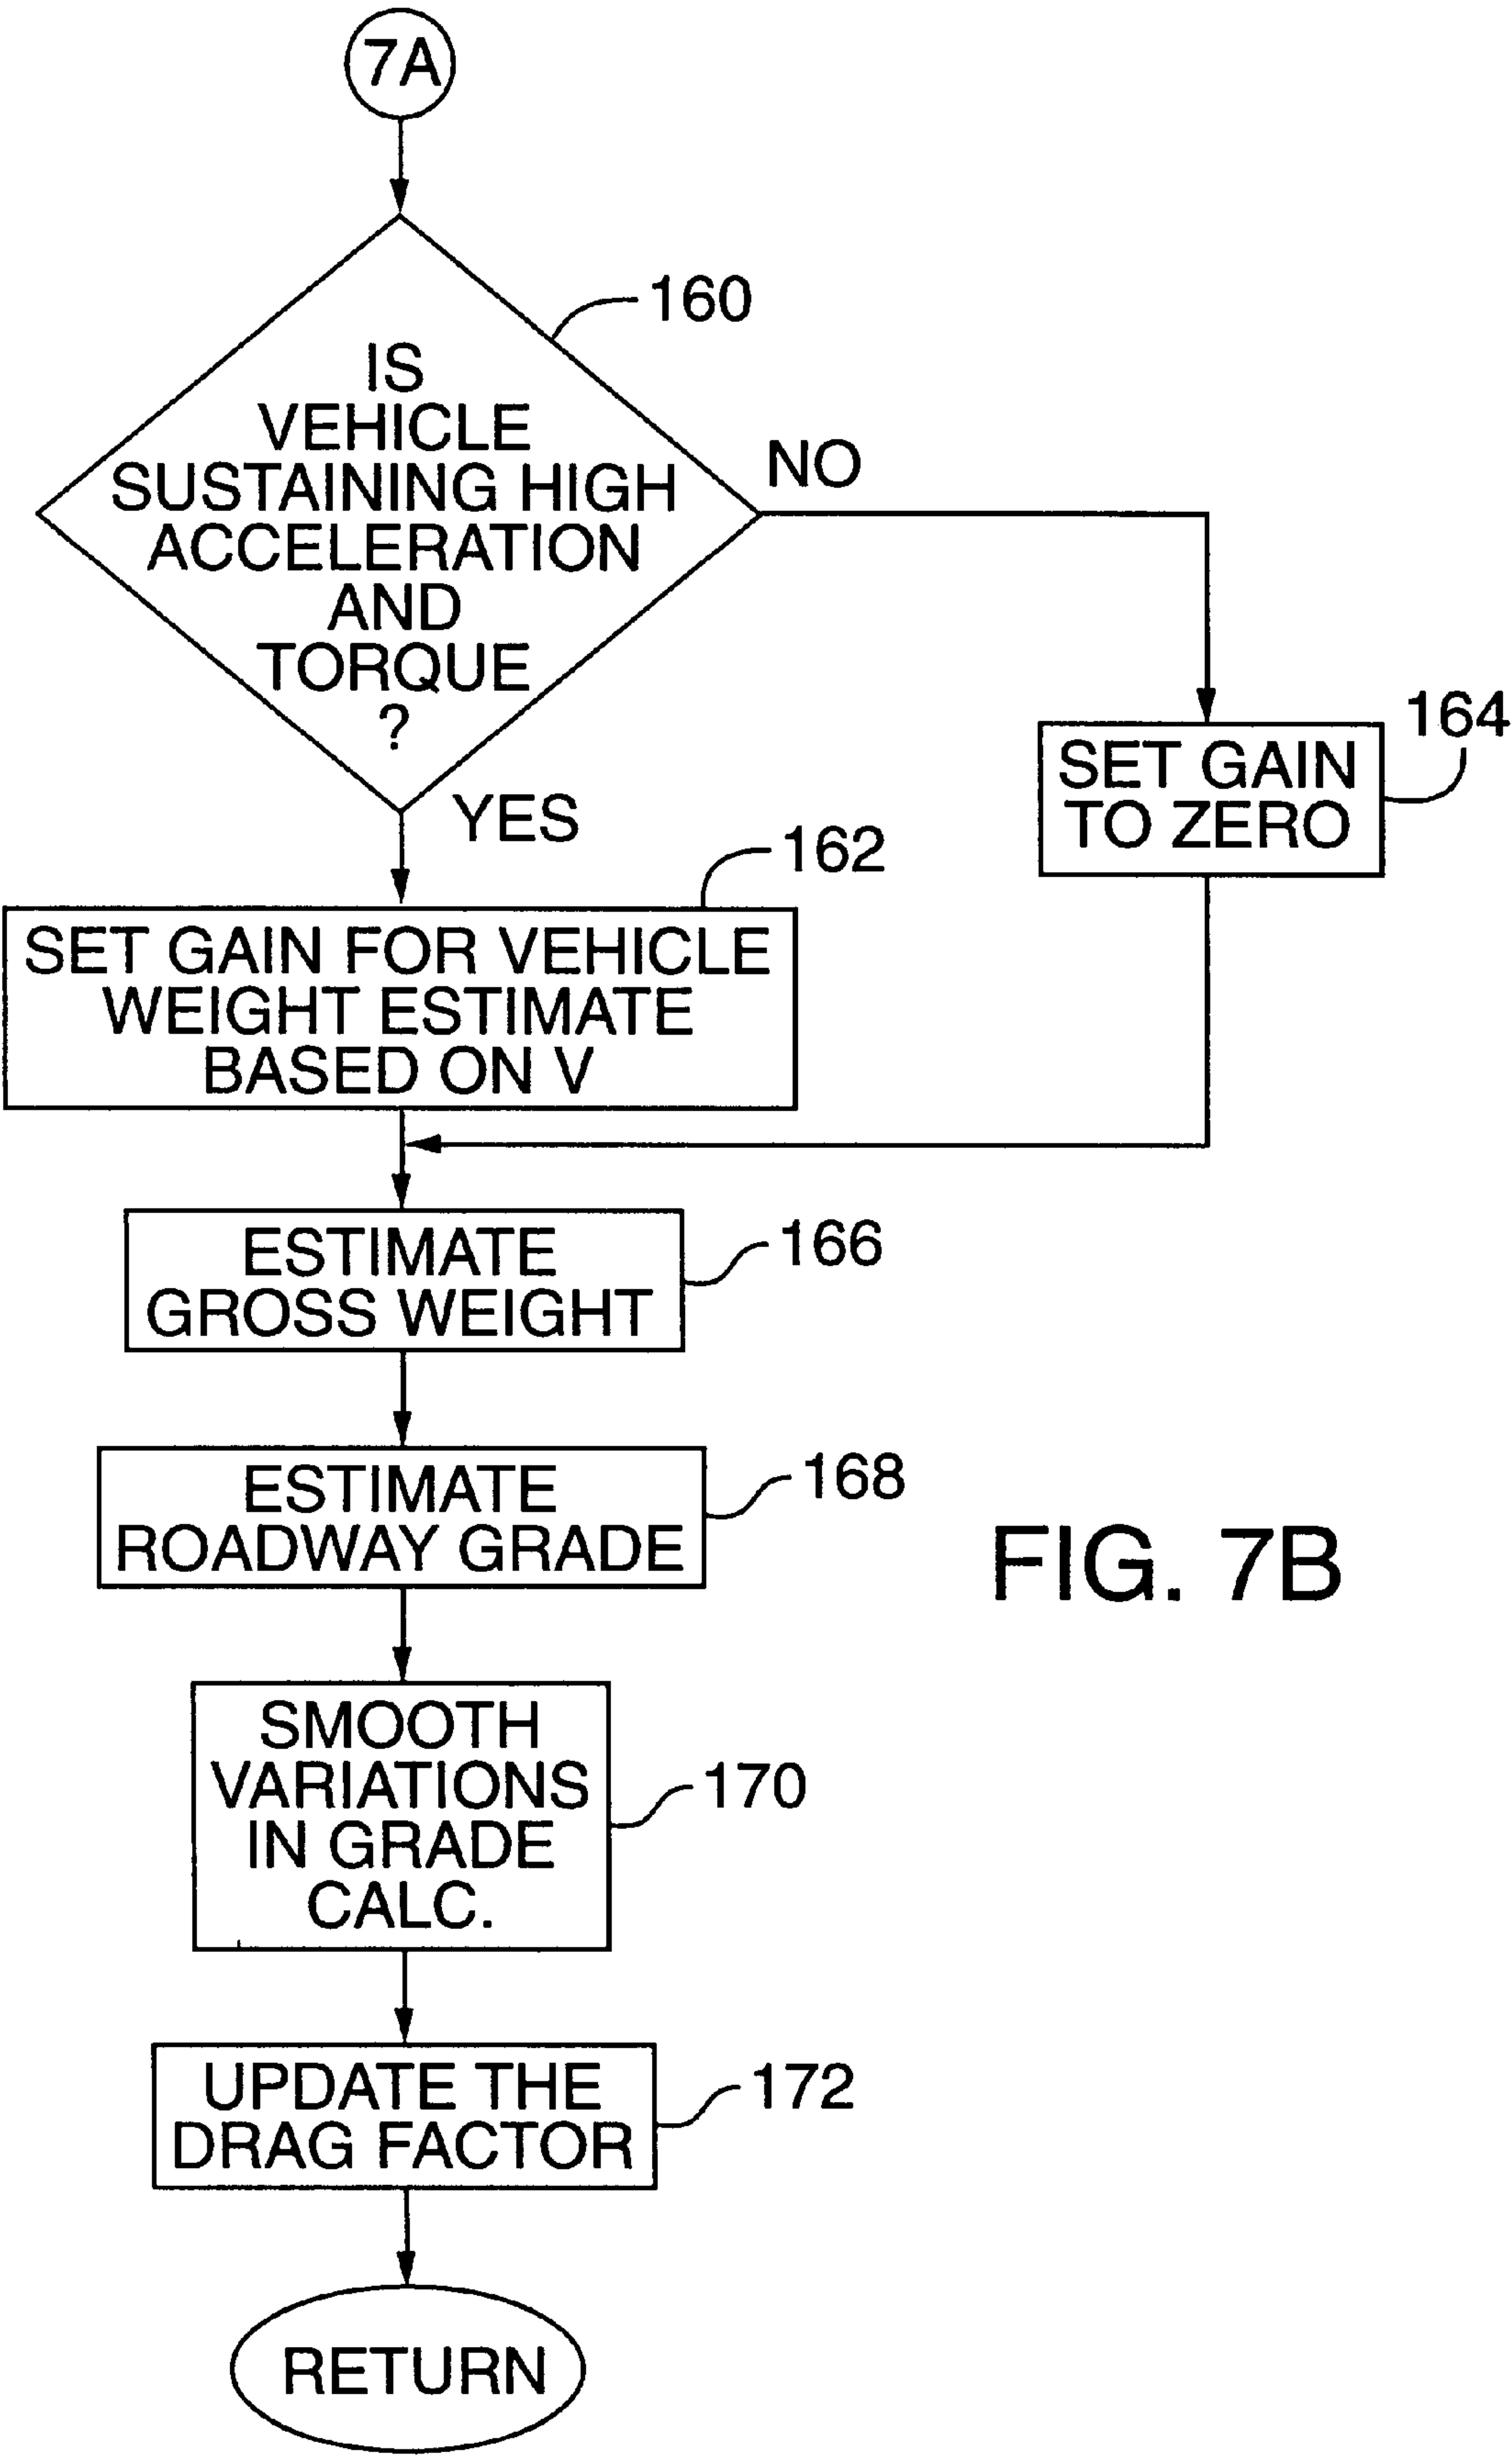 7A
160
IS
VEHICLE
SUSTAINING HIGH
ACCELERATION
AND
TORQUE
?
NO
YES
164
SET GAIN
TO ZERO
162
SET GAIN FOR VEHICLE
WEIGHT ESTIMATE
BASED ON V
166
ESTIMATE
GROSS WEIGHT
168
ESTIMATE
ROADWAY GRADE
FIG. 7B
SMOOTH
VARIATIONS
IN GRADE
CALC.
170
UPDATE THE
DRAG FACTOR
172
RETURN